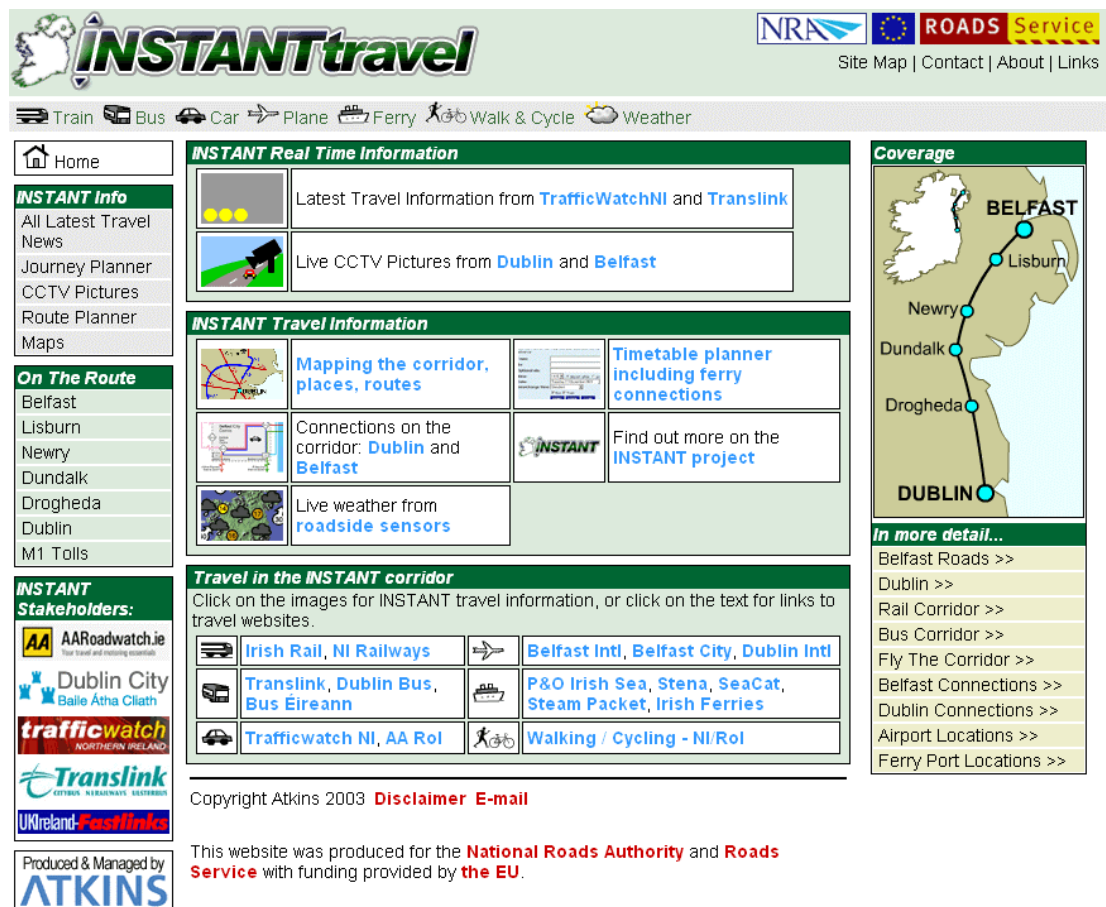 INSTANTtravel
NRA
ROADS Service
Site Map | Contact | About | Links
Train Bus Car Plane Ferry Walk & Cycle Weather
Home
INSTANT Info
All Latest Travel
News
Journey Planner
CCTV Pictures
Route Planner
Maps
On The Route
Belfast
Lisburn
Newry
Dundalk
Drogheda
Dublin
M1 Tolls
INSTANT
Stakeholders:
AA AARoadwatch.ie
Your travel and motoring essentials
Dublin City
Baile Átha Cliath
trafficwatch
NORTHERN IRELAND
Translink
CITYBUS NI RAILWAYS ULSTERBUS
UKIreland-Fastlinks
Produced & Managed by
ATKINS
INSTANT Real Time Information
Latest Travel Information from TrafficWatchNI and Translink
Live CCTV Pictures from Dublin and Belfast
INSTANT Travel Information
Mapping the corridor,
places, routes
Timetable planner
including ferry
connections
Connections on the
corridor: Dublin and
Belfast
INSTANT
Find out more on the
INSTANT project
Live weather from
roadside sensors
Travel in the INSTANT corridor
Click on the images for INSTANT travel information, or click on the text for links to
travel websites.
Irish Rail, NI Railways
Belfast Intl, Belfast City, Dublin Intl
Translink, Dublin Bus,
Bus Éireann
P&O Irish Sea, Stena, SeaCat,
Steam Packet, Irish Ferries
Trafficwatch NI, AA RoI
Walking / Cycling - NI/RoI
Copyright Atkins 2003 Disclaimer E-mail
This website was produced for the National Roads Authority and Roads
Service with funding provided by the EU.
Coverage
BELFAST
Lisburn
Newry
Dundalk
Drogheda
DUBLIN
In more detail...
Belfast Roads >>
Dublin >>
Rail Corridor >>
Bus Corridor >>
Fly The Corridor >>
Belfast Connections >>
Dublin Connections >>
Airport Locations >>
Ferry Port Locations >>